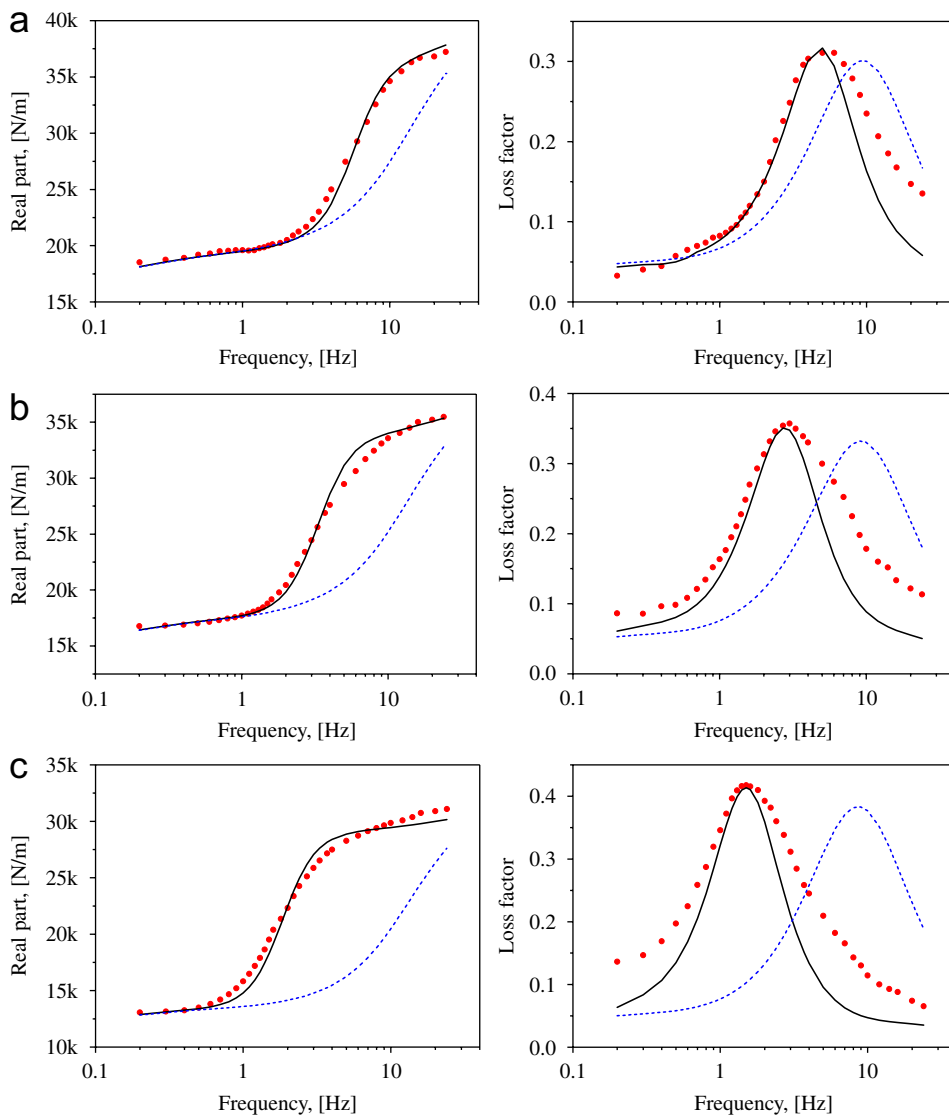 a
Real part, [N/m]
40k
35k
30k
25k
20k
15k
0.1
1
10
Frequency, [Hz]
Loss factor
0.3
0.2
0.1
0.0
0.1
1
10
Frequency, [Hz]
b
Real part, [N/m]
35k
30k
25k
20k
15k
0.1
1
10
Frequency, [Hz]
Loss factor
0.4
0.3
0.2
0.1
0.0
0.1
1
10
Frequency, [Hz]
c
Real part, [N/m]
35k
30k
25k
20k
15k
10k
0.1
1
10
Frequency, [Hz]
Loss factor
0.4
0.3
0.2
0.1
0.0
0.1
1
10
Frequency, [Hz]